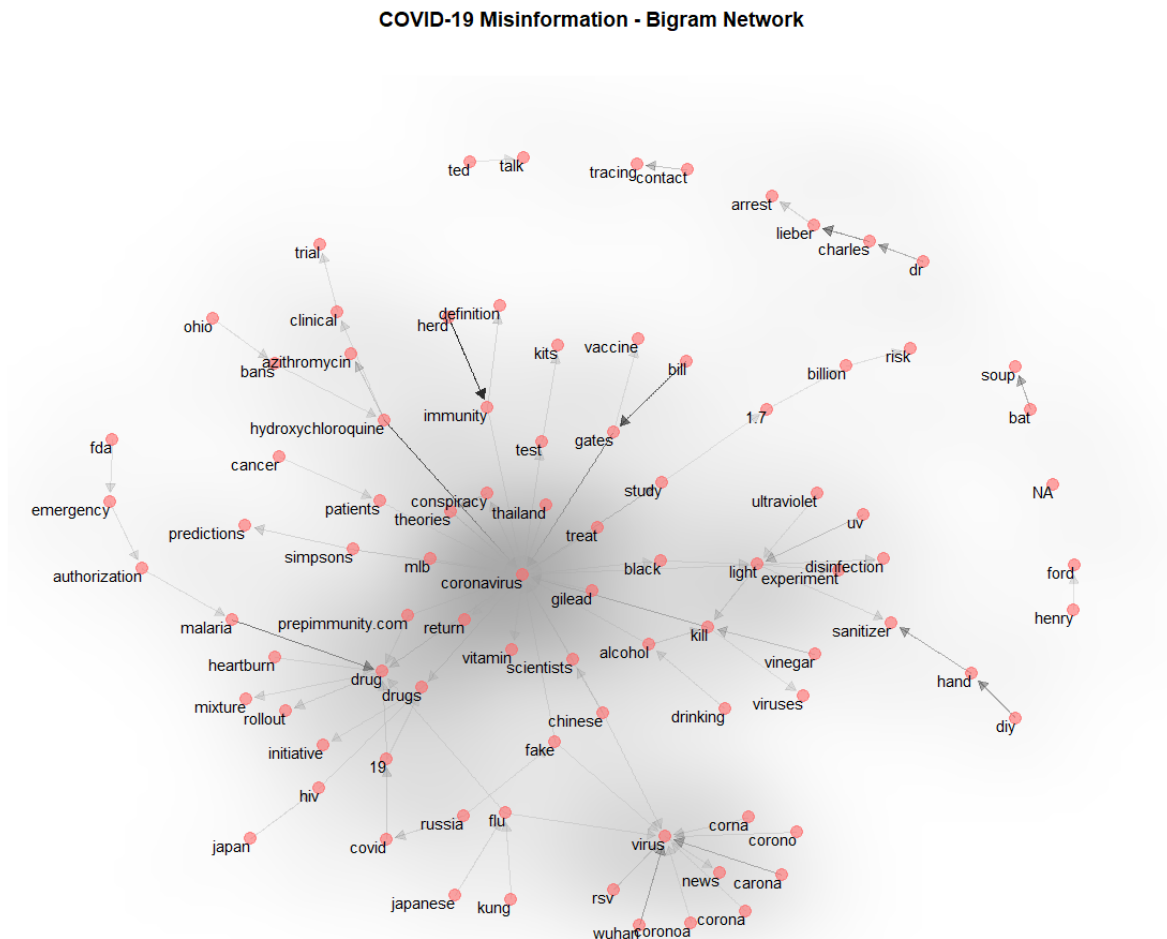 COVID-19 Misinformation - Bigram Network
ted
talk
tracing
contact
arrest
lieber
charles
dr
trial
clinical
definition
herd
ohio
bans
azithromycin
kits
vaccine
bill
risk
billion
soup
bat
1.7
immunity
hydroxychloroquine
test
gates
fda
cancer
study
NA
emergency
patients
conspiracy
theories
thailand
ultraviolet
uv
predictions
treat
simpsons
mlb
coronavirus
black
light
experiment
disinfection
ford
authorization
gilead
henry
malaria
prepimmunity.com
return
kill
sanitizer
heartburn
vitamin
scientists
alcohol
vinegar
drug
drugs
hand
mixture
rollout
viruses
drinking
diy
chinese
initiative
fake
19
hiv
japan
covid
russia
flu
virus
corna
corono
news
carona
japanese
kung
rsv
corona
wuhan
coronoa